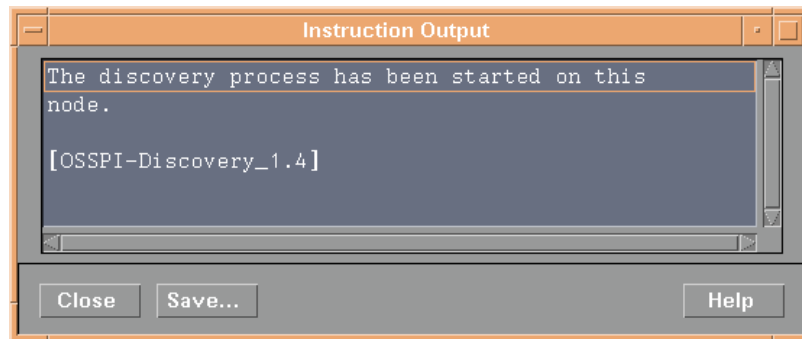 Instruction Output
The discovery process has been started on this
node.
[OSSPI-Discovery_1.4]
Close
Save...
Help